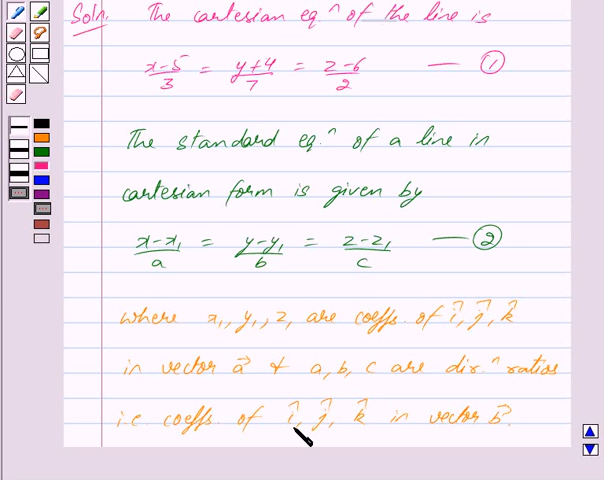 Soln. The cartesian eq^n of the line is
x-5/3 = y+4/7 = z-6/2 — ①
The standard eq.^n of a line in
cartesian form is given by
x-x₁/a = y-y₁/b = z-z₁/c — ②
where x₁, y₁, z₁ are coeffs. of î, ĵ, k̂
in vector a⃗ & a, b, c are dir.^n ratios
i.e. coeffs. of î, ĵ, k̂ in vector b⃗.